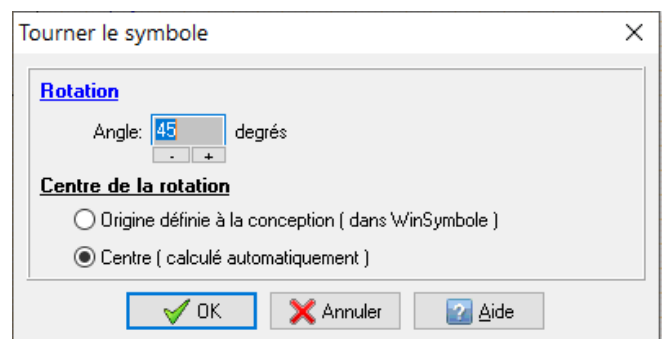 Tourner le symbole
Rotation
Angle: 45 degrés
- +
Centre de la rotation
Origine définie à la conception ( dans WinSymbole )
Centre ( calculé automatiquement )
OK Annuler Aide